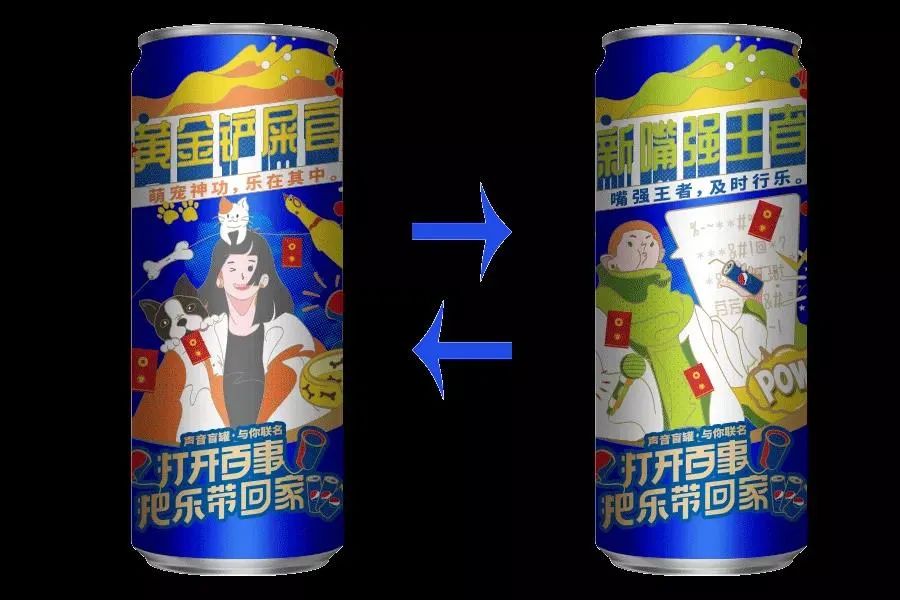 黄金铲屎官
萌宠神功，乐在其中。
声音盲罐·与你联名
打开百事
把乐带回家
新嘴强王者
嘴强王者，及时行乐。
POW
声音盲罐·与你联名
打开百事
把乐带回家